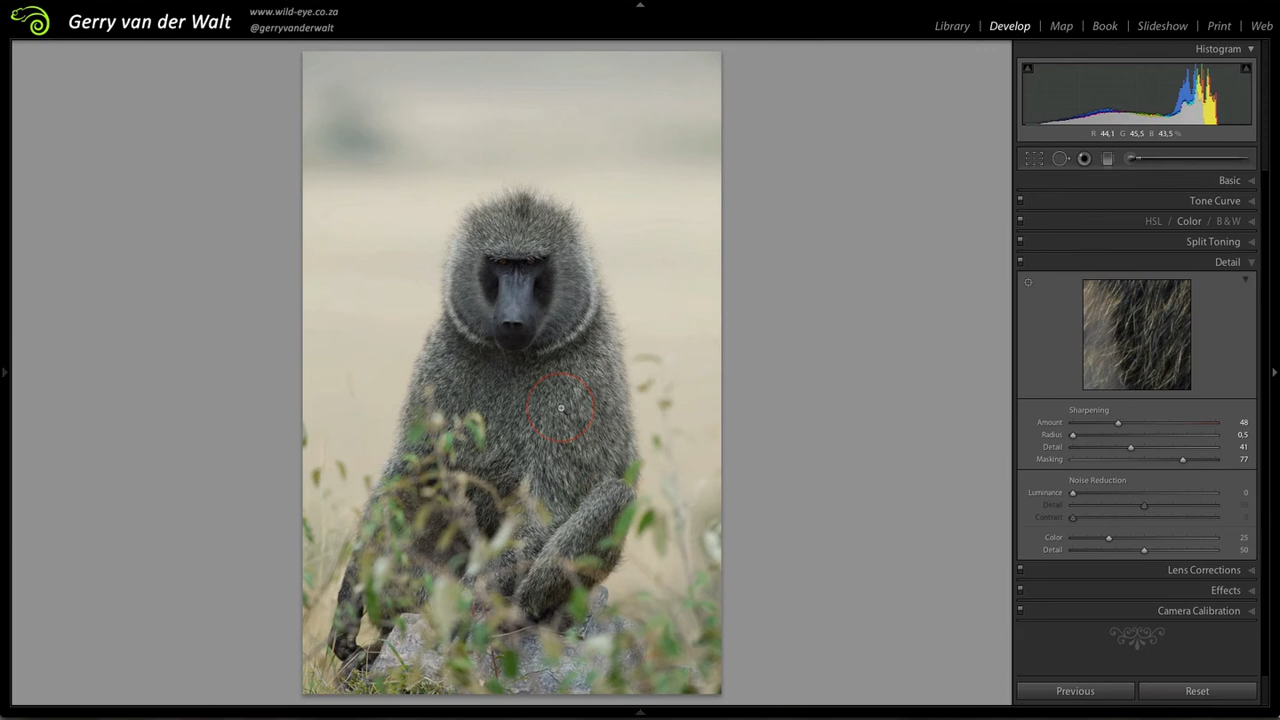 Gerry van der Walt
www.wild-eye.co.za
@gerryvanderwalt
Library | Develop | Map | Book | Slideshow | Print | Web
Histogram
R 44,1 G 45,5 B 43,5 %
Basic
Tone Curve
HSL / Color / B & W
Split Toning
Detail
Sharpening
Amount 48
Radius 0,5
Detail 41
Masking 77
Noise Reduction
Luminance 0
Detail
Contrast
Color 25
Detail 50
Lens Corrections
Effects
Camera Calibration
Previous
Reset